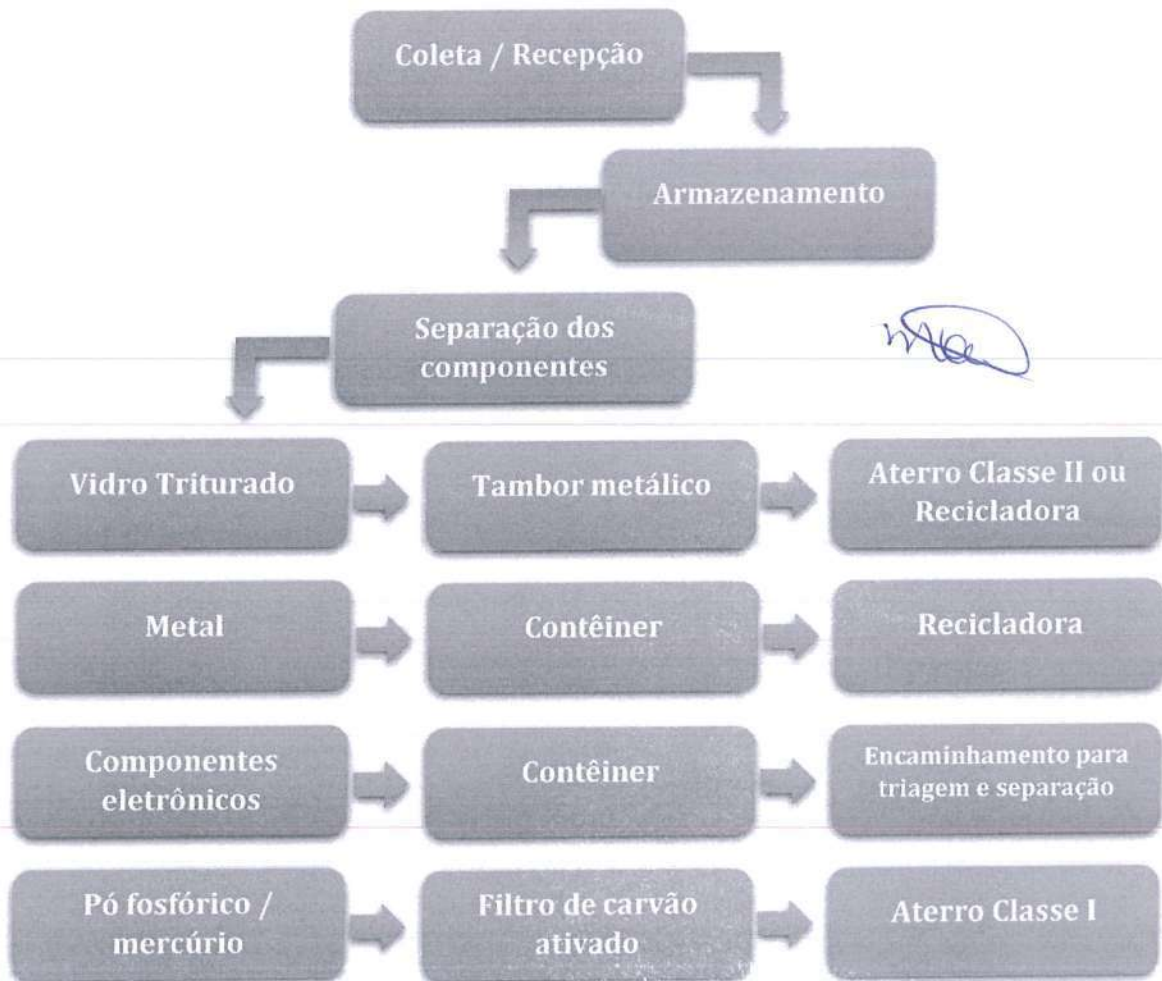 Coleta / Recepção
Armazenamento
Separação dos
componentes
Vidro Triturado
Tambor metálico
Aterro Classe II ou
Recicladora
Metal
Contêiner
Recicladora
Componentes
eletrônicos
Contêiner
Encaminhamento para
triagem e separação
Pó fosfórico /
mercúrio
Filtro de carvão
ativado
Aterro Classe I